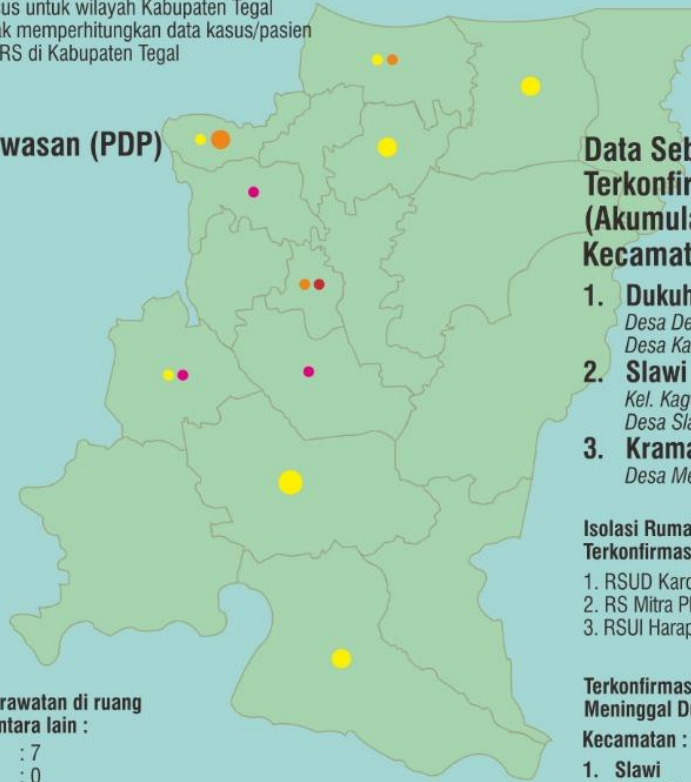 sus untuk wilayah Kabupaten Tegal
ak memperhitungkan data kasus/pasien
RS di Kabupaten Tegal
wasan (PDP)
Data Seb
Terkonfir
(Akumula
Kecamat
1. Dukuh
Desa De
Desa Ka
2. Slawi
Kel. Kag
Desa Sla
3. Krama
Desa Me
Isolasi Ruma
Terkonfirmas
1. RSUD Kard
2. RS Mitra Pl
3. RSUI Harap
Terkonfirmas
Meninggal Du
Kecamatan :
1. Slawi
rawatan di ruang
ntara lain :
: 7
: 0